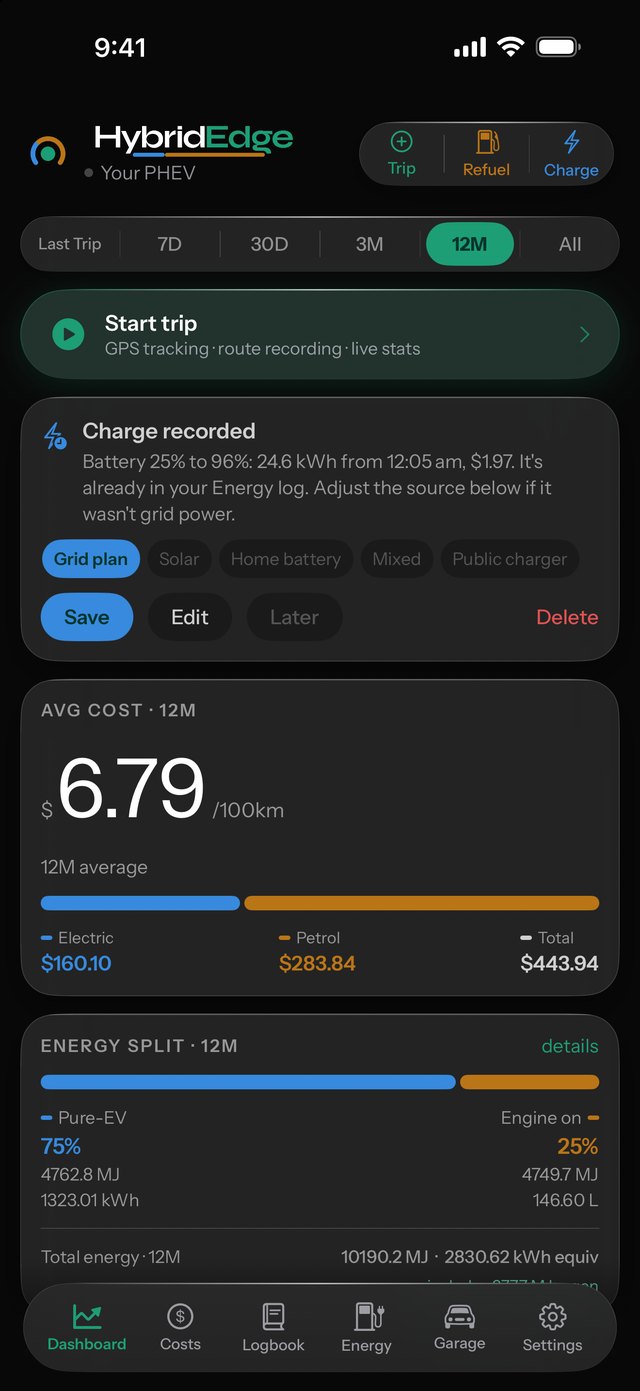 9:41
HybridEdge
Your PHEV
Trip
Refuel
Charge
Last Trip
7D
30D
3M
12M
All
Start trip
GPS tracking · route recording · live stats
Charge recorded
Battery 25% to 96%: 24.6 kWh from 12:05 am, $1.97. It's
already in your Energy log. Adjust the source below if it
wasn't grid power.
Grid plan
Solar
Home battery
Mixed
Public charger
Save
Edit
Later
Delete
AVG COST · 12M
$6.79 /100km
12M average
Electric
Petrol
Total
$160.10
$283.84
$443.94
ENERGY SPLIT · 12M
details
Pure-EV
Engine on
75%
25%
4762.8 MJ
4749.7 MJ
1323.01 kWh
146.60 L
Total energy · 12M
10190.2 MJ · 2830.62 kWh equiv
Dashboard
Costs
Logbook
Energy
Garage
Settings